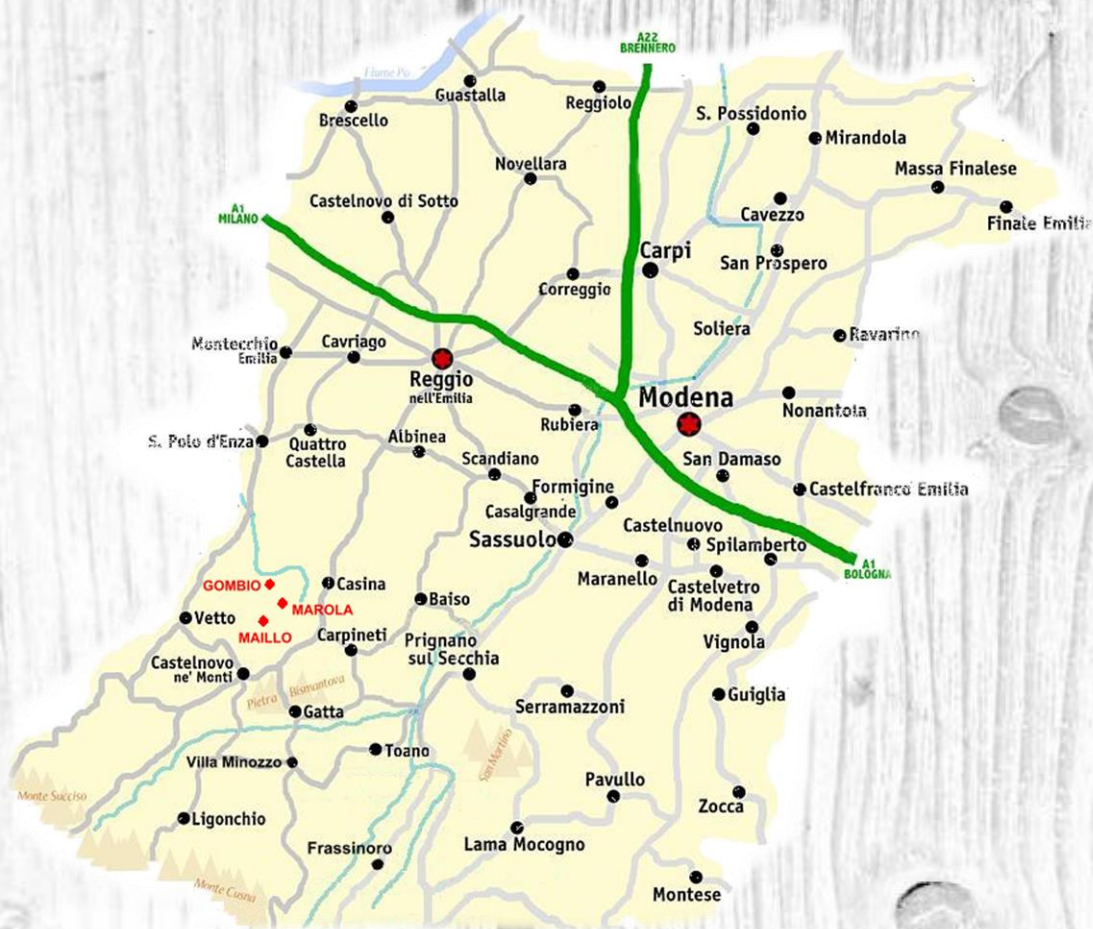 A22
BRENNERO
Fiume Po
Guastalla
Reggiolo
Brescello
S. Possidonio
Mirandola
Novellara
Massa Finalese
Castelnovo di Sotto
Cavezzo
A1
MILANO
Finale Emilia
Carpi
San Prospero
Correggio
Soliera
Ravarino
Montecchio
Emilia
Cavriago
Reggio
nell'Emilia
Modena
Nonantola
Rubiera
S. Polo d'Enza
Quattro
Castella
Albinea
Scandiano
San Damaso
Formigine
Castelfranco Emilia
Casalgrande
Castelnuovo
Sassuolo
Spilamberto
A1
BOLOGNA
Maranello
Castelvetro
di Modena
GOMBIO
Casina
MAROLA
Baiso
Vetto
MAILLO
Carpineti
Prignano
sul Secchia
Vignola
Castelnovo
ne' Monti
Pietra Bismantova
Gatta
Serramazzoni
Guiglia
San Martino
Toano
Villa Minozzo
Pavullo
Zocca
Monte Succiso
Ligonchio
Lama Mocogno
Frassinoro
Monte Cusna
Montese